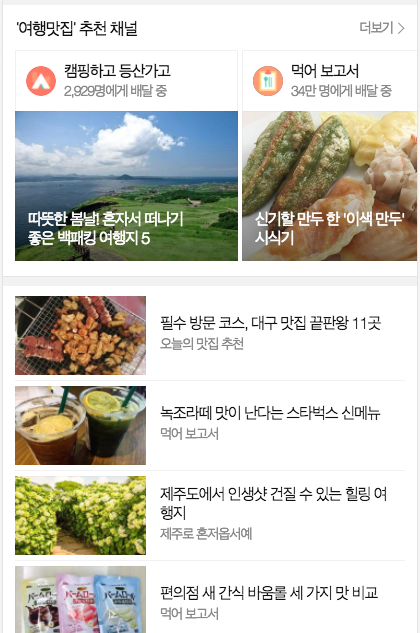 '여행맛집' 추천 채널
더보기 >
캠핑하고 등산가고
2,929명에게 배달 중
먹어 보고서
34만 명에게 배달 중
따뜻한 봄날! 혼자서 떠나기
좋은 백패킹 여행지 5
신기할 만두 한 '이색 만두'
시식기
필수 방문 코스, 대구 맛집 끝판왕 11곳
오늘의 맛집 추천
녹조라떼 맛이 난다는 스타벅스 신메뉴
먹어 보고서
제주도에서 인생샷 건질 수 있는 힐링 여
행지
제주로 혼저옵서예
편의점 새 간식 바움롤 세 가지 맛 비교
먹어 보고서